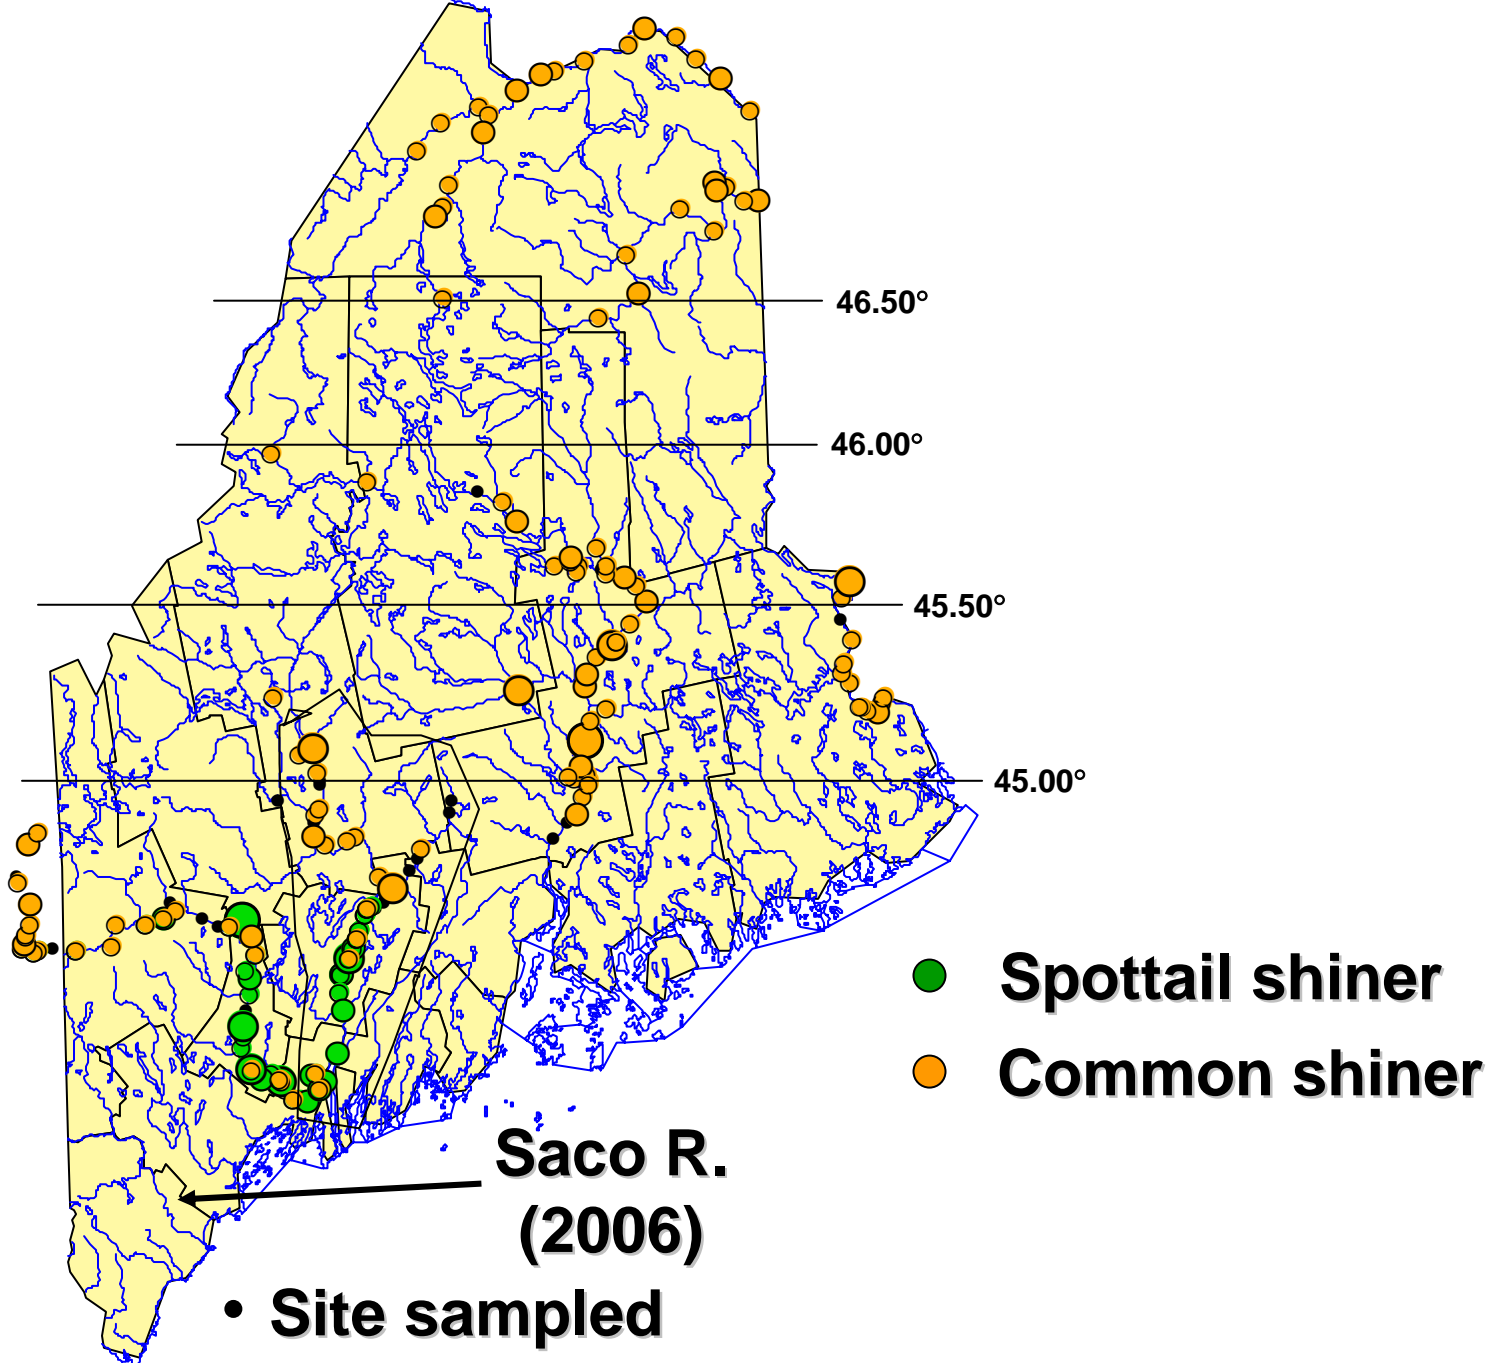 46.50°
46.00°
45.50°
45.00°
Spottail shiner
Common shiner
Saco R.
(2006)
• Site sampled